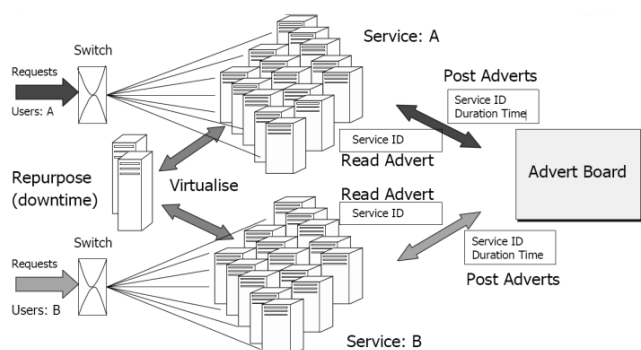 Service: A
Switch
Requests
Users: A
Post Adverts
Service ID
Duration Time
Service ID
Read Advert
Advert Board
Repurpose
(downtime)
Virtualise
Read Advert
Service ID
Switch
Requests
Users: B
Service ID
Duration Time
Post Adverts
Service: B